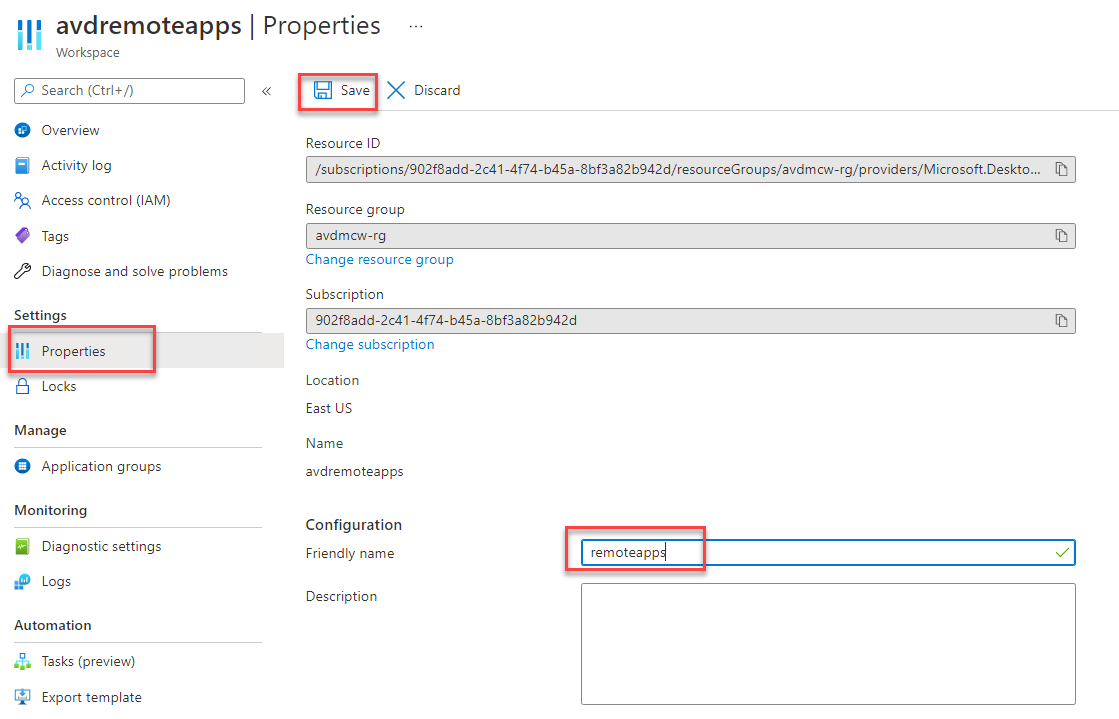 avdremoteapps | Properties ...
Workspace
Search (Ctrl+/)
«
Save
Discard
Overview
Activity log
Access control (IAM)
Tags
Diagnose and solve problems
Settings
Properties
Locks
Manage
Application groups
Monitoring
Diagnostic settings
Logs
Automation
Tasks (preview)
Export template
Resource ID
/subscriptions/902f8add-2c41-4f74-b45a-8bf3a82b942d/resourceGroups/avdmcw-rg/providers/Microsoft.Deskto...
Resource group
avdmcw-rg
Change resource group
Subscription
902f8add-2c41-4f74-b45a-8bf3a82b942d
Change subscription
Location
East US
Name
avdremoteapps
Configuration
Friendly name
remoteapps
Description